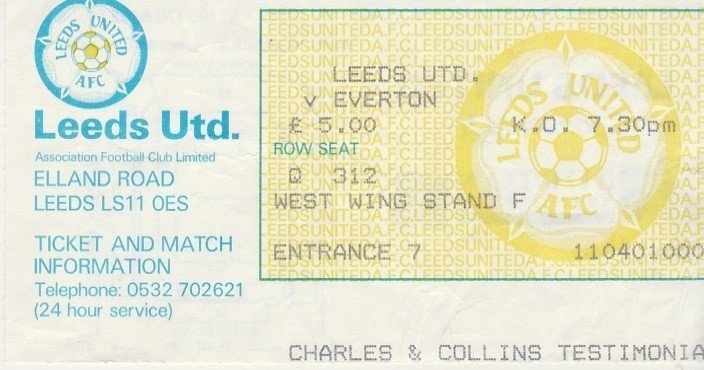 LEEDS UNITED
AFC
Leeds Utd.
Association Football Club Limited
ELLAND ROAD
LEEDS LS11 0ES
TICKET AND MATCH
INFORMATION
Telephone: 0532 702621
(24 hour service)
LEEDS UTD.
v EVERTON
£ 5.00 K.O. 7.30pm
ROW SEAT
Q 312
WEST WING STAND F
ENTRANCE 7 110401000
LEEDS UNITED
AFC
CHARLES & COLLINS TESTIMONIA